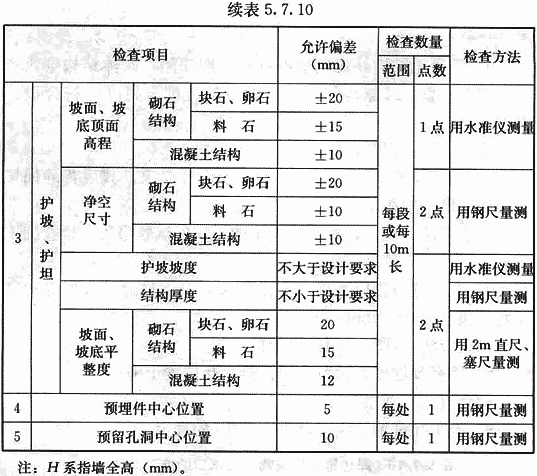 续表5.7.10
检查项目 允许偏差（mm） 检查数量 检查方法
范围 点数
3 护坡、护坦 坡面、坡底顶面高程 砌石结构 块石、卵石 ±20 每段或每10m长 1点 用水准仪测量
料石 ±15
混凝土结构 ±10
净空尺寸 砌石结构 块石、卵石 ±20 2点 用钢尺量测
料石 ±10
混凝土结构 ±10
护坡坡度 不大于设计要求 2点 用水准仪测量
结构厚度 不小于设计要求 用钢尺量测
坡面、坡底平整度 砌石结构 块石、卵石 20 用2m直尺、塞尺量测
料石 15
混凝土结构 12
4 预埋件中心位置 5 每处 1 用钢尺量测
5 预留孔洞中心位置 10 每处 1 用钢尺量测
注：H系指墙全高（mm）。